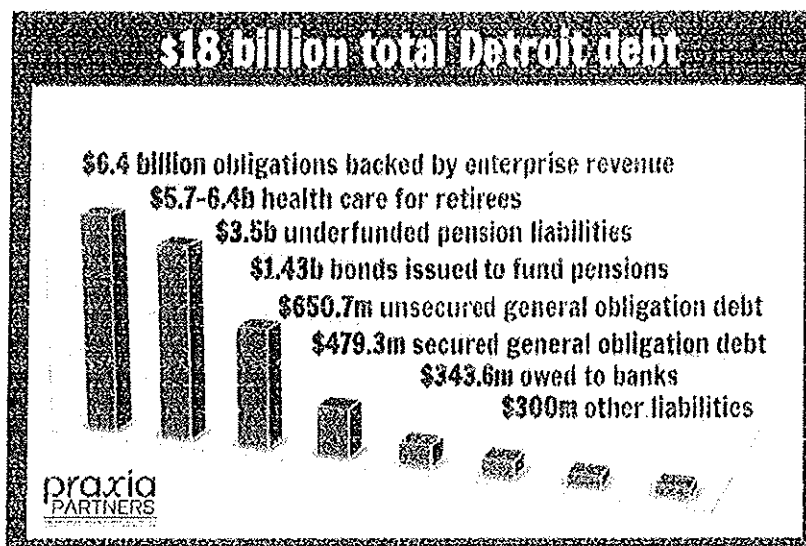 $18 billion total Detroit debt
$6.4 billion obligations backed by enterprise revenue
$5.7-6.4b health care for retirees
$3.5b underfunded pension liabilities
$1.43b bonds issued to fund pensions
$650.7m unsecured general obligation debt
$479.3m secured general obligation debt
$343.6m owed to banks
$300m other liabilities
praxia
PARTNERS